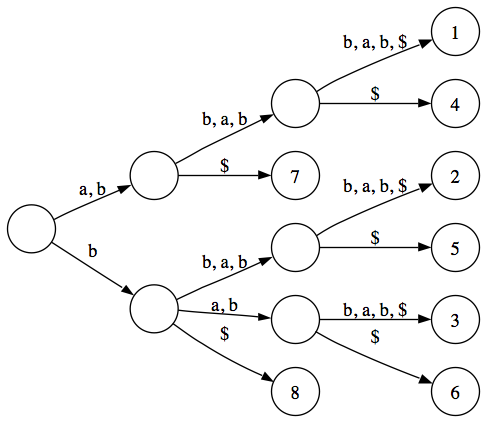 b, a, b, $
1
b, a, b
$
4
a, b
$
7
b, a, b, $
2
b
b, a, b
$
5
a, b
b, a, b, $
3
$
$
8
6